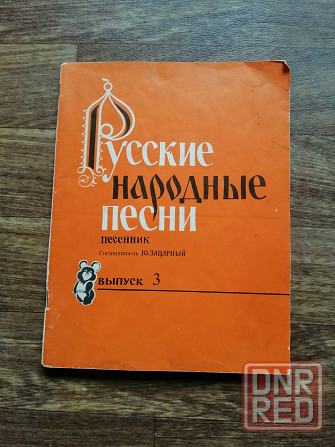 Русские
народные
песни
песенник
Составитель Ю.Зацарный
выпуск 3
DNR
RED